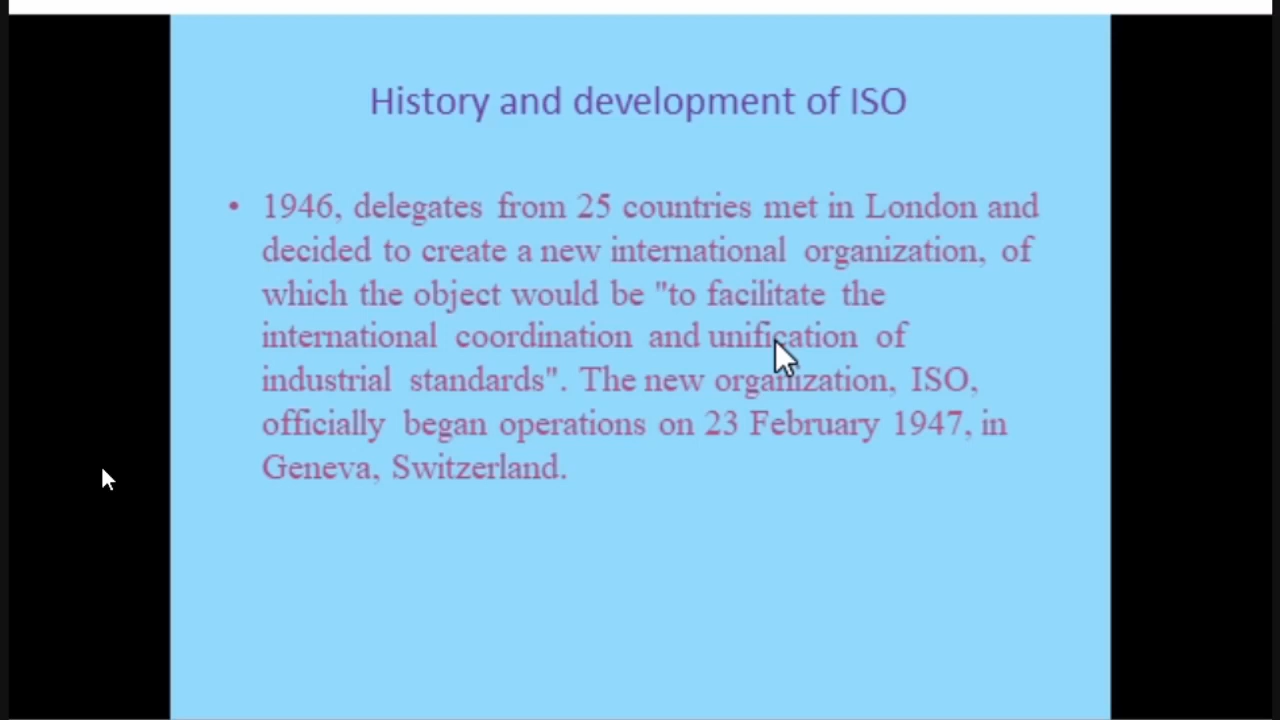 History and development of ISO
• 1946, delegates from 25 countries met in London and
decided to create a new international organization, of
which the object would be "to facilitate the
international coordination and unification of
industrial standards". The new organization, ISO,
officially began operations on 23 February 1947, in
Geneva, Switzerland.